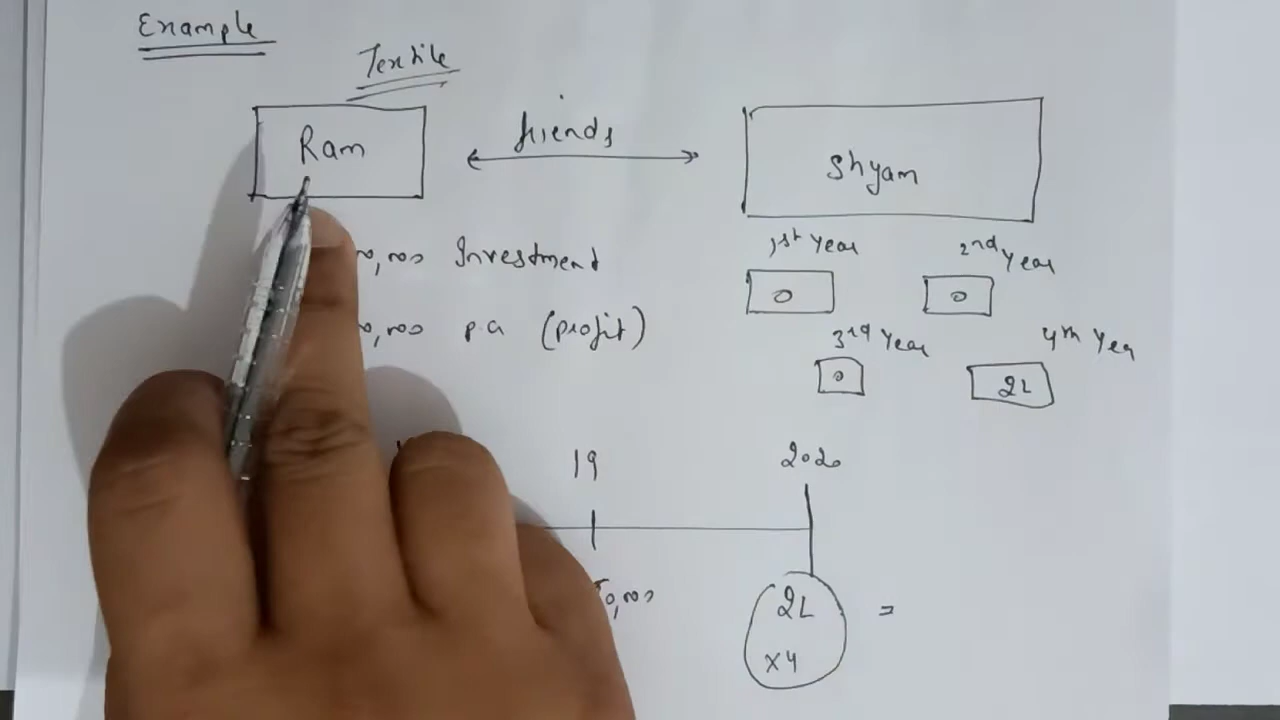 Example
Textile
Ram
friends
Shyam
1st Year
2nd Year
0
0
Investment
p.a (profit)
3rd Year
4th Yea
0
2L
19
2020
2L
=
x4